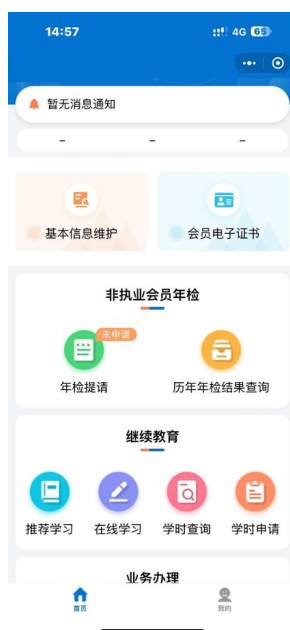 14:57
4G 65
暂无消息通知
– – –
基本信息维护 会员电子证书
非执业会员年检
未申请
年检提请 历年年检结果查询
继续教育
推荐学习 在线学习 学时查询 学时申请
业务办理
首页 我的